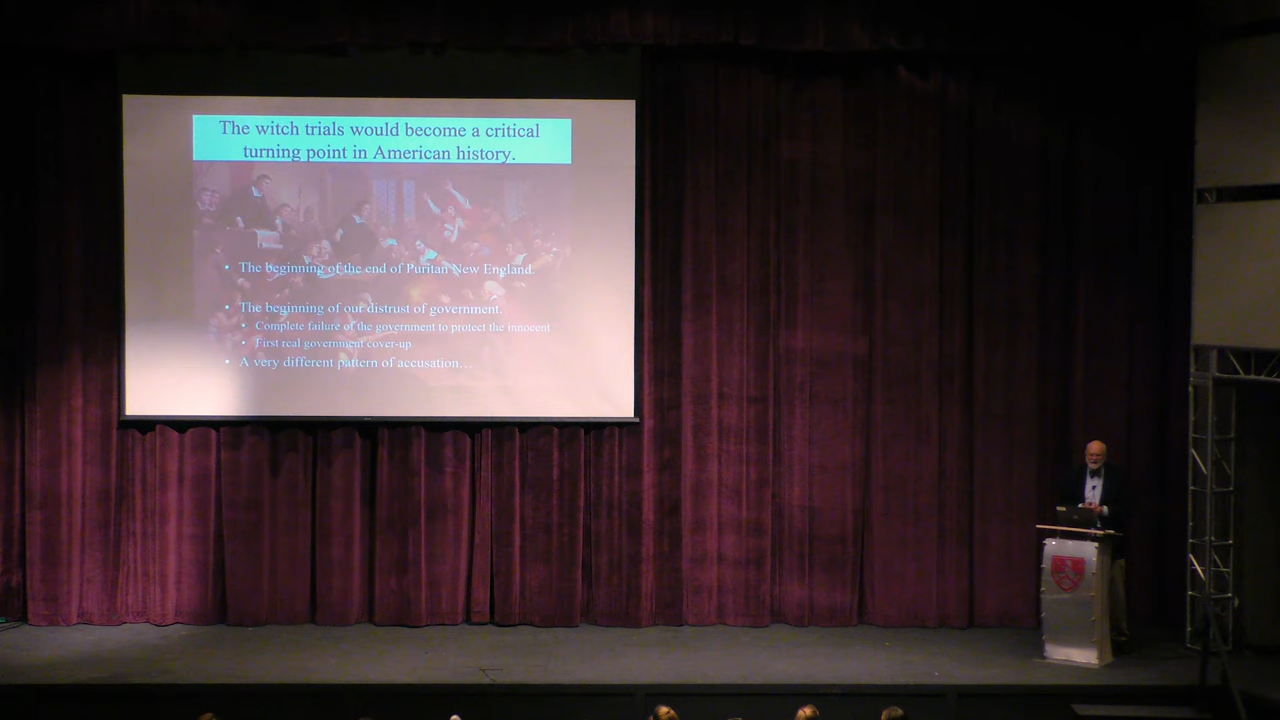 The witch trials would become a critical
turning point in American history.
• The beginning of the end of Puritan New England.
• The beginning of our distrust of government.
• Complete failure of the government to protect the innocent
• First real government cover-up
• A very different pattern of accusation…